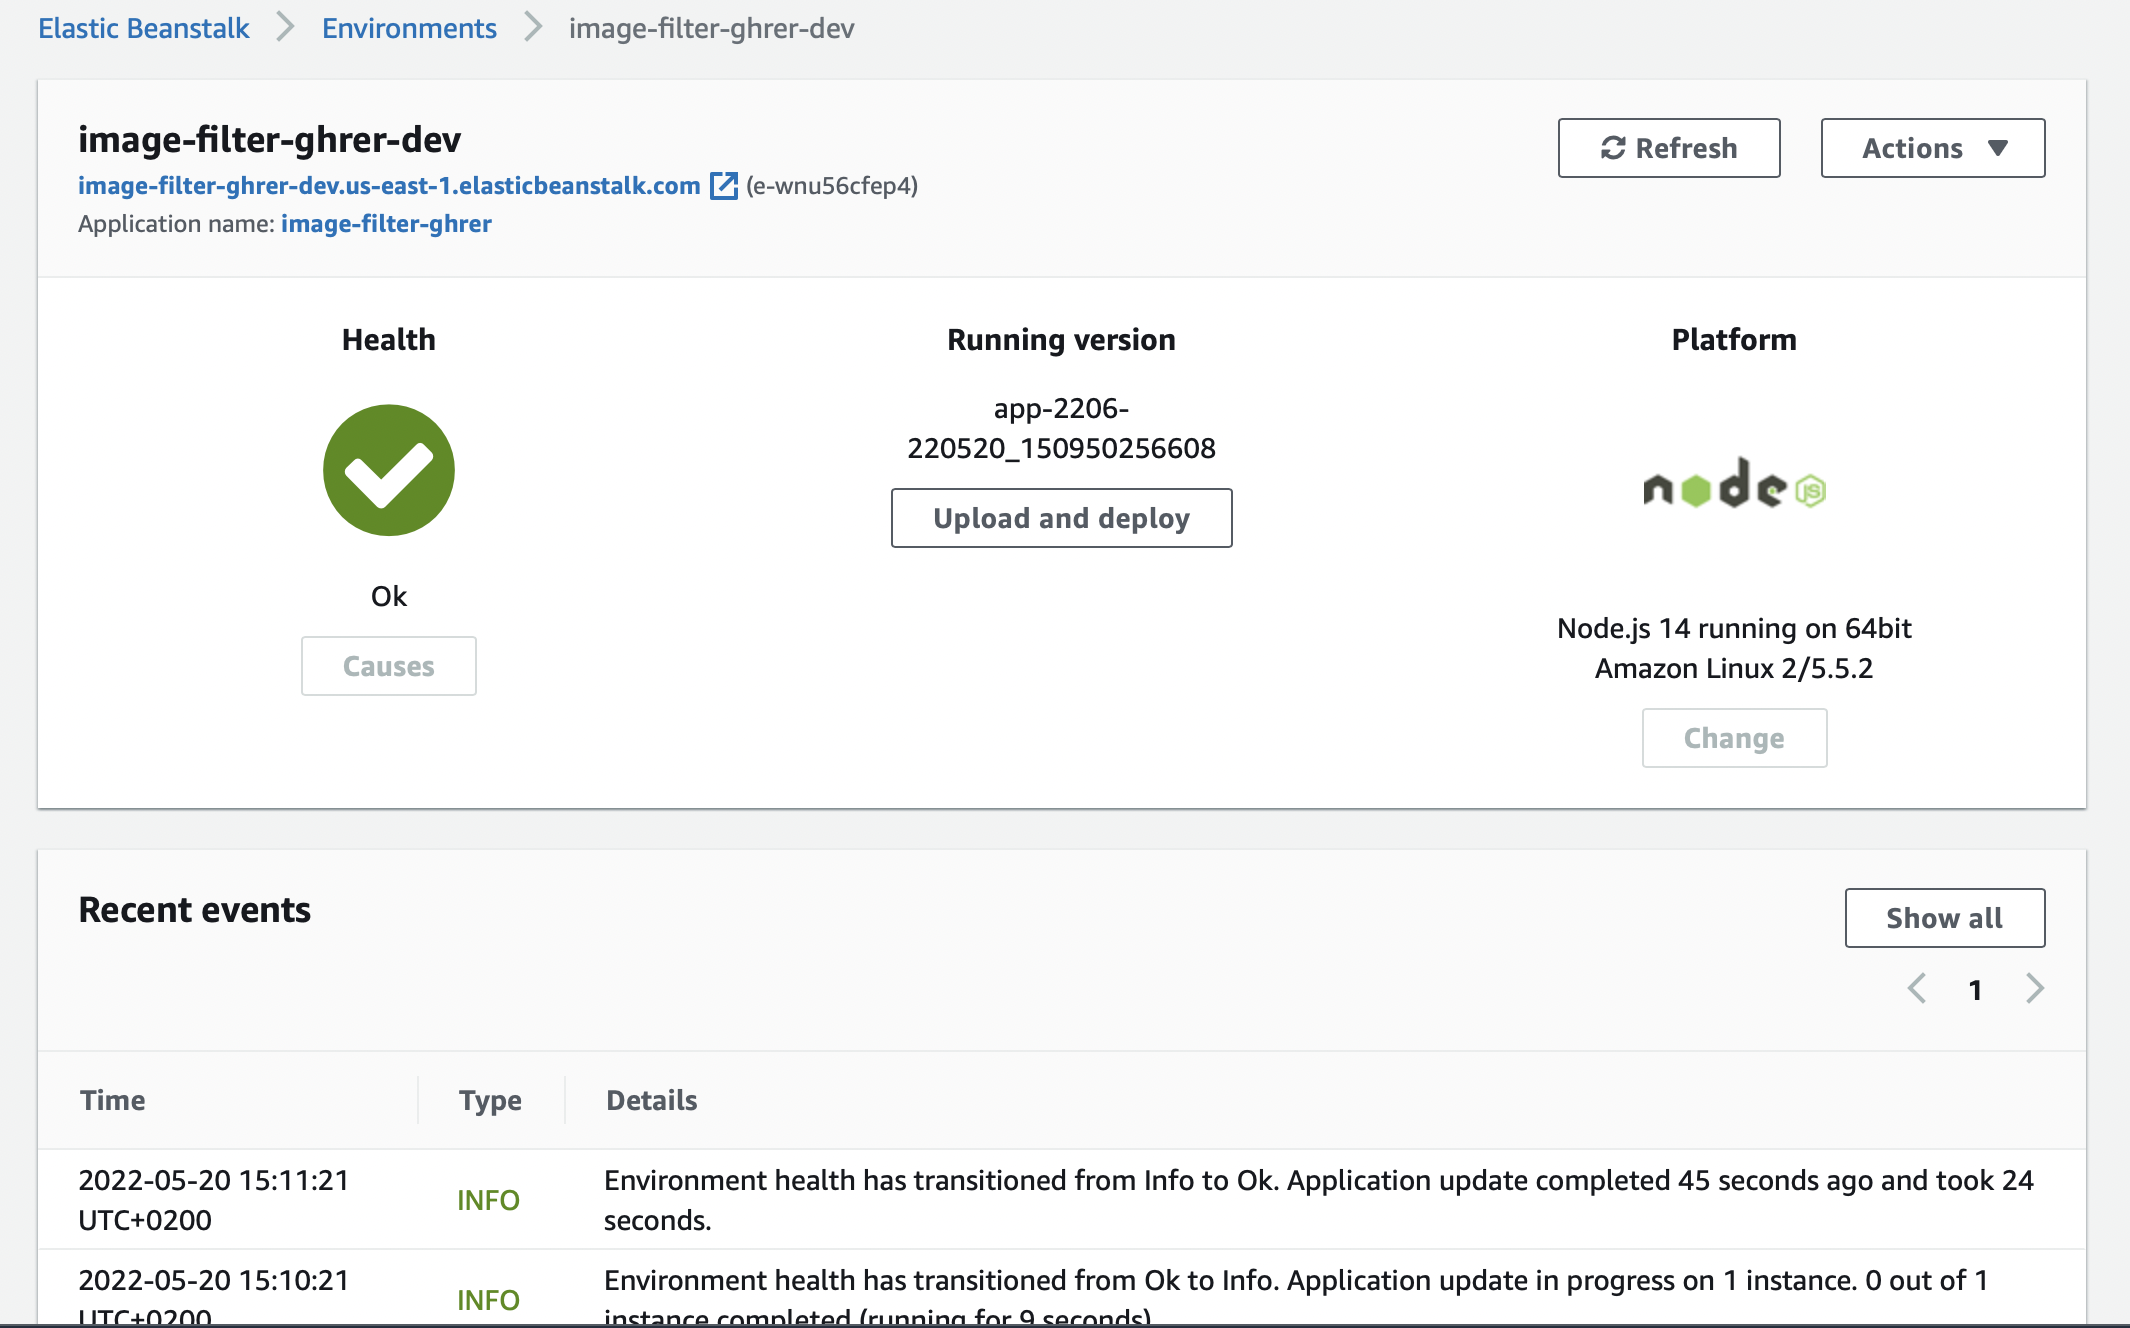 Elastic Beanstalk > Environments > image-filter-ghrer-dev
image-filter-ghrer-dev
Refresh
Actions ▼
image-filter-ghrer-dev.us-east-1.elasticbeanstalk.com (e-wnu56cfep4)
Application name: image-filter-ghrer
Health
Ok
Causes
Running version
app-2206-
220520_150950256608
Upload and deploy
Platform
node JS
Node.js 14 running on 64bit
Amazon Linux 2/5.5.2
Change
Recent events
Show all
< 1 >
Time
Type
Details
2022-05-20 15:11:21
UTC+0200
INFO
Environment health has transitioned from Info to Ok. Application update completed 45 seconds ago and took 24
seconds.
2022-05-20 15:10:21
UTC+0200
INFO
Environment health has transitioned from Ok to Info. Application update in progress on 1 instance. 0 out of 1
instance completed (running for 9 seconds)